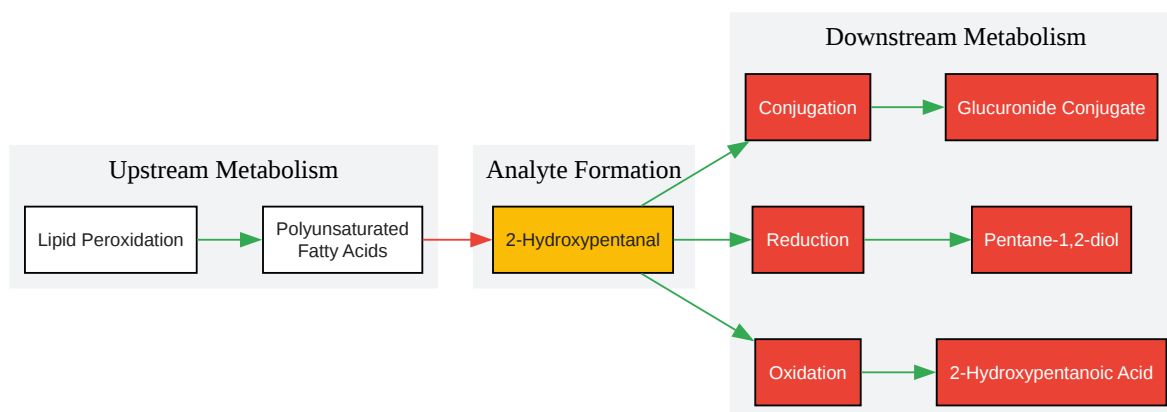 Upstream Metabolism
Lipid Peroxidation
Polyunsaturated
Fatty Acids
Analyte Formation
2-Hydroxypentanal
Downstream Metabolism
Conjugation
Glucuronide Conjugate
Reduction
Pentane-1,2-diol
Oxidation
2-Hydroxypentanoic Acid